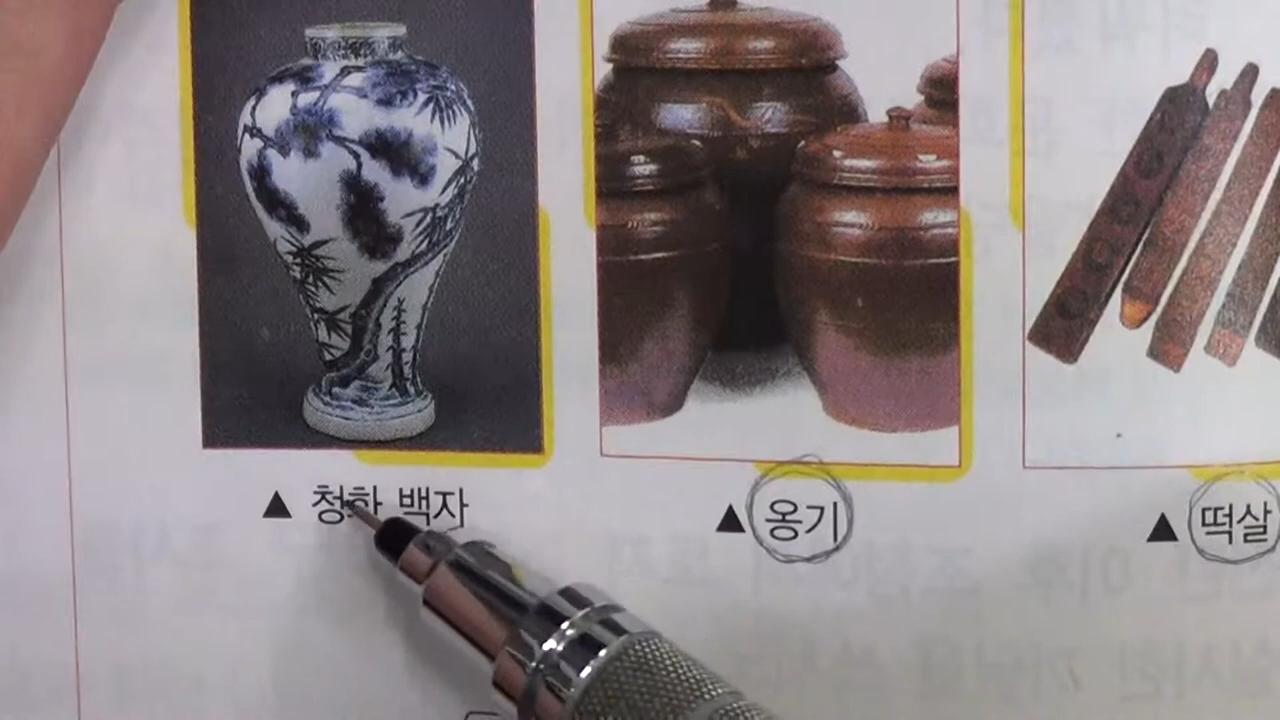 ▲ 청화 백자
▲ 옹기
▲ 떡살